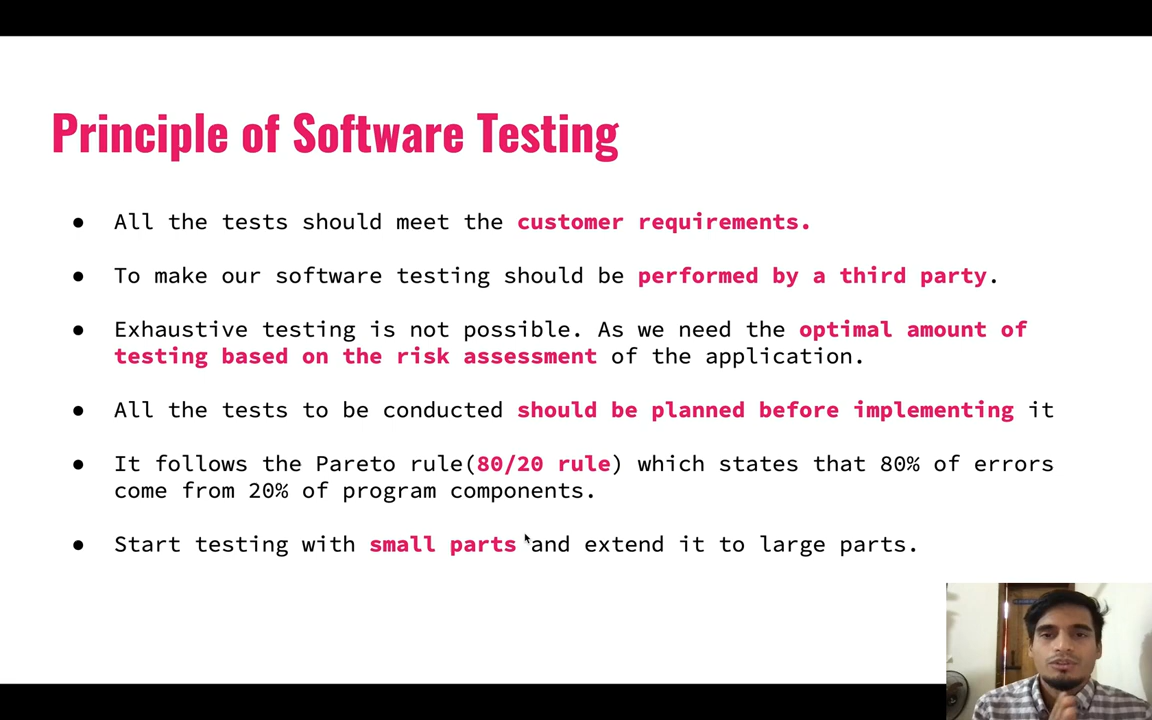 Principle of Software Testing
● All the tests should meet the customer requirements.
● To make our software testing should be performed by a third party.
● Exhaustive testing is not possible. As we need the optimal amount of
testing based on the risk assessment of the application.
● All the tests to be conducted should be planned before implementing it
● It follows the Pareto rule(80/20 rule) which states that 80% of errors
come from 20% of program components.
● Start testing with small parts and extend it to large parts.